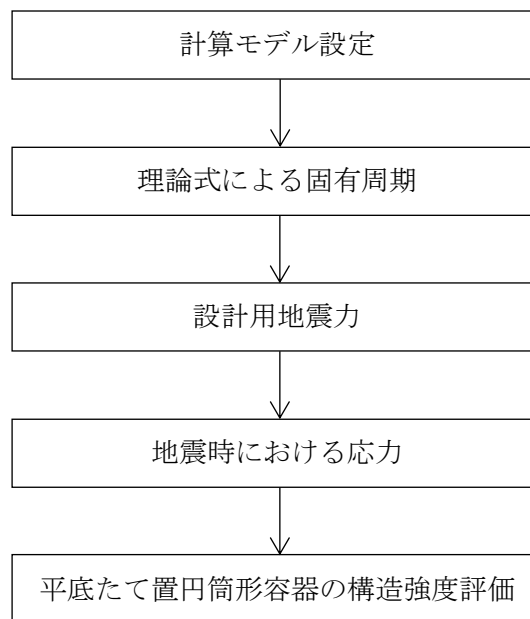 計算モデル設定
理論式による固有周期
設計用地震力
地震時における応力
平底たて置円筒形容器の構造強度評価